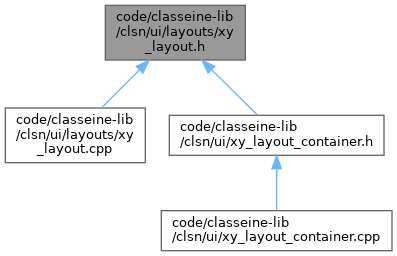 code/classeine-lib
/clsn/ui/layouts/xy
_layout.h
code/classeine-lib
/clsn/ui/layouts/xy
_layout.cpp
code/classeine-lib
/clsn/ui/xy_layout_container.h
code/classeine-lib
/clsn/ui/xy_layout_container.cpp